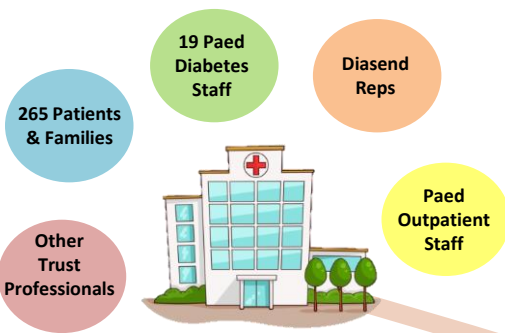 19 Paed
Diabetes
Staff
Diasend
Reps
265 Patients
& Families
Paed
Outpatient
Staff
Other
Trust
Professionals